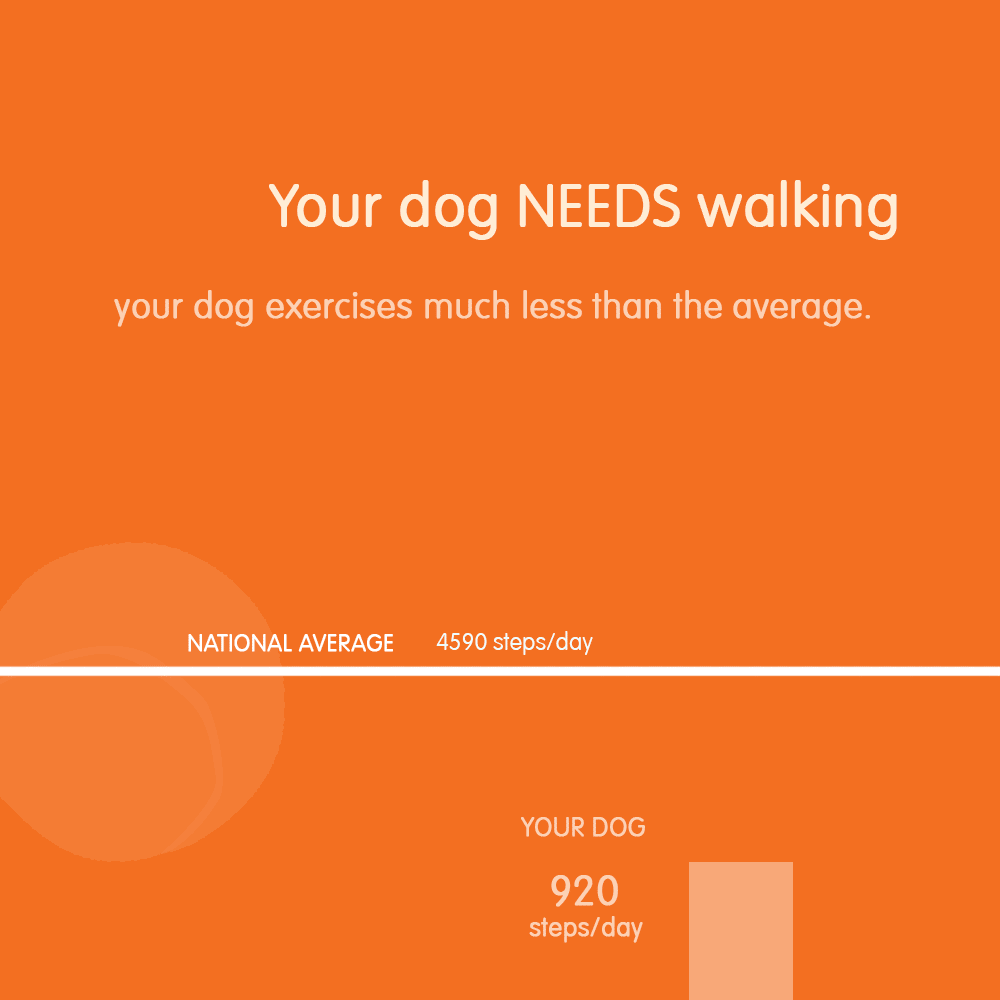 Your dog NEEDS walking
your dog exercises much less than the average.
NATIONAL AVERAGE 4590 steps/day
YOUR DOG
920
steps/day